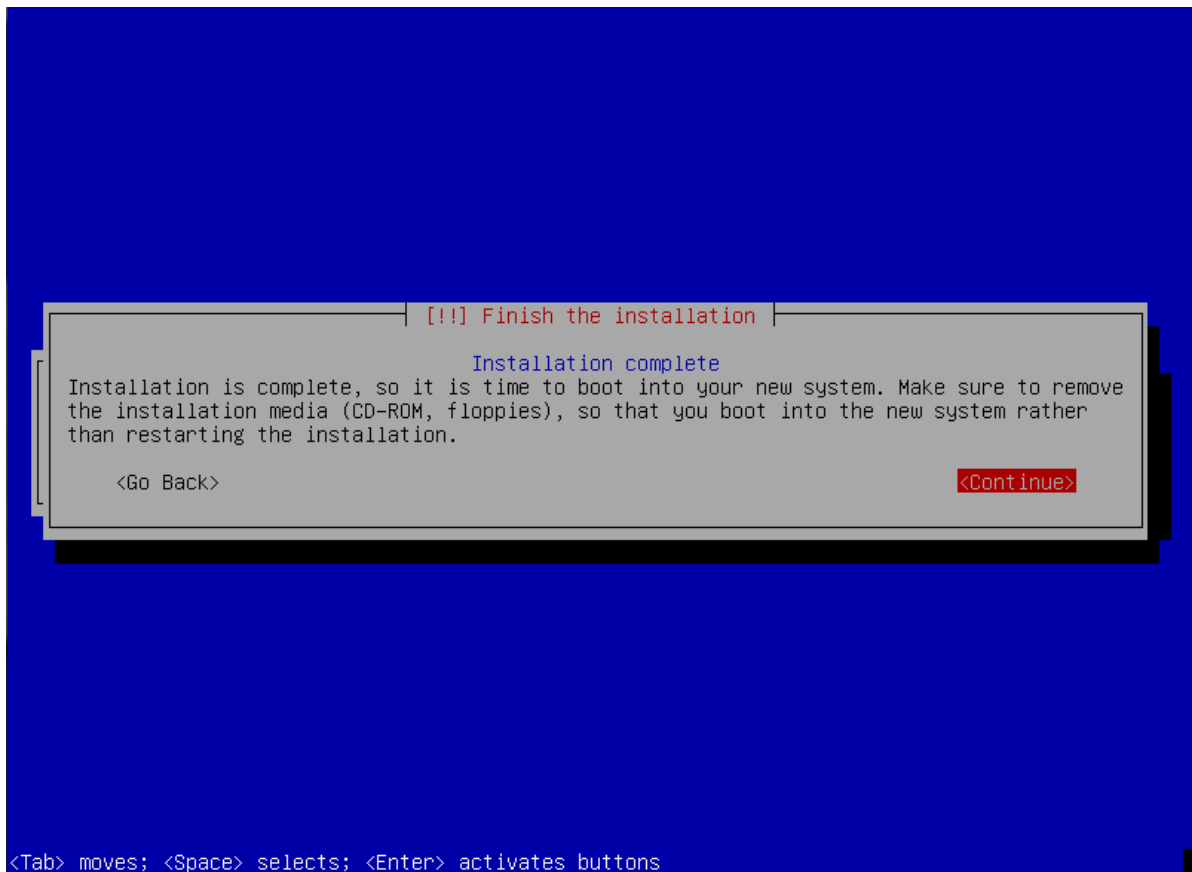 [!!] Finish the installation
Installation complete
Installation is complete, so it is time to boot into your new system. Make sure to remove
the installation media (CD-ROM, floppies), so that you boot into the new system rather
than restarting the installation.
<Go Back> <Continue>
<Tab> moves; <Space> selects; <Enter> activates buttons